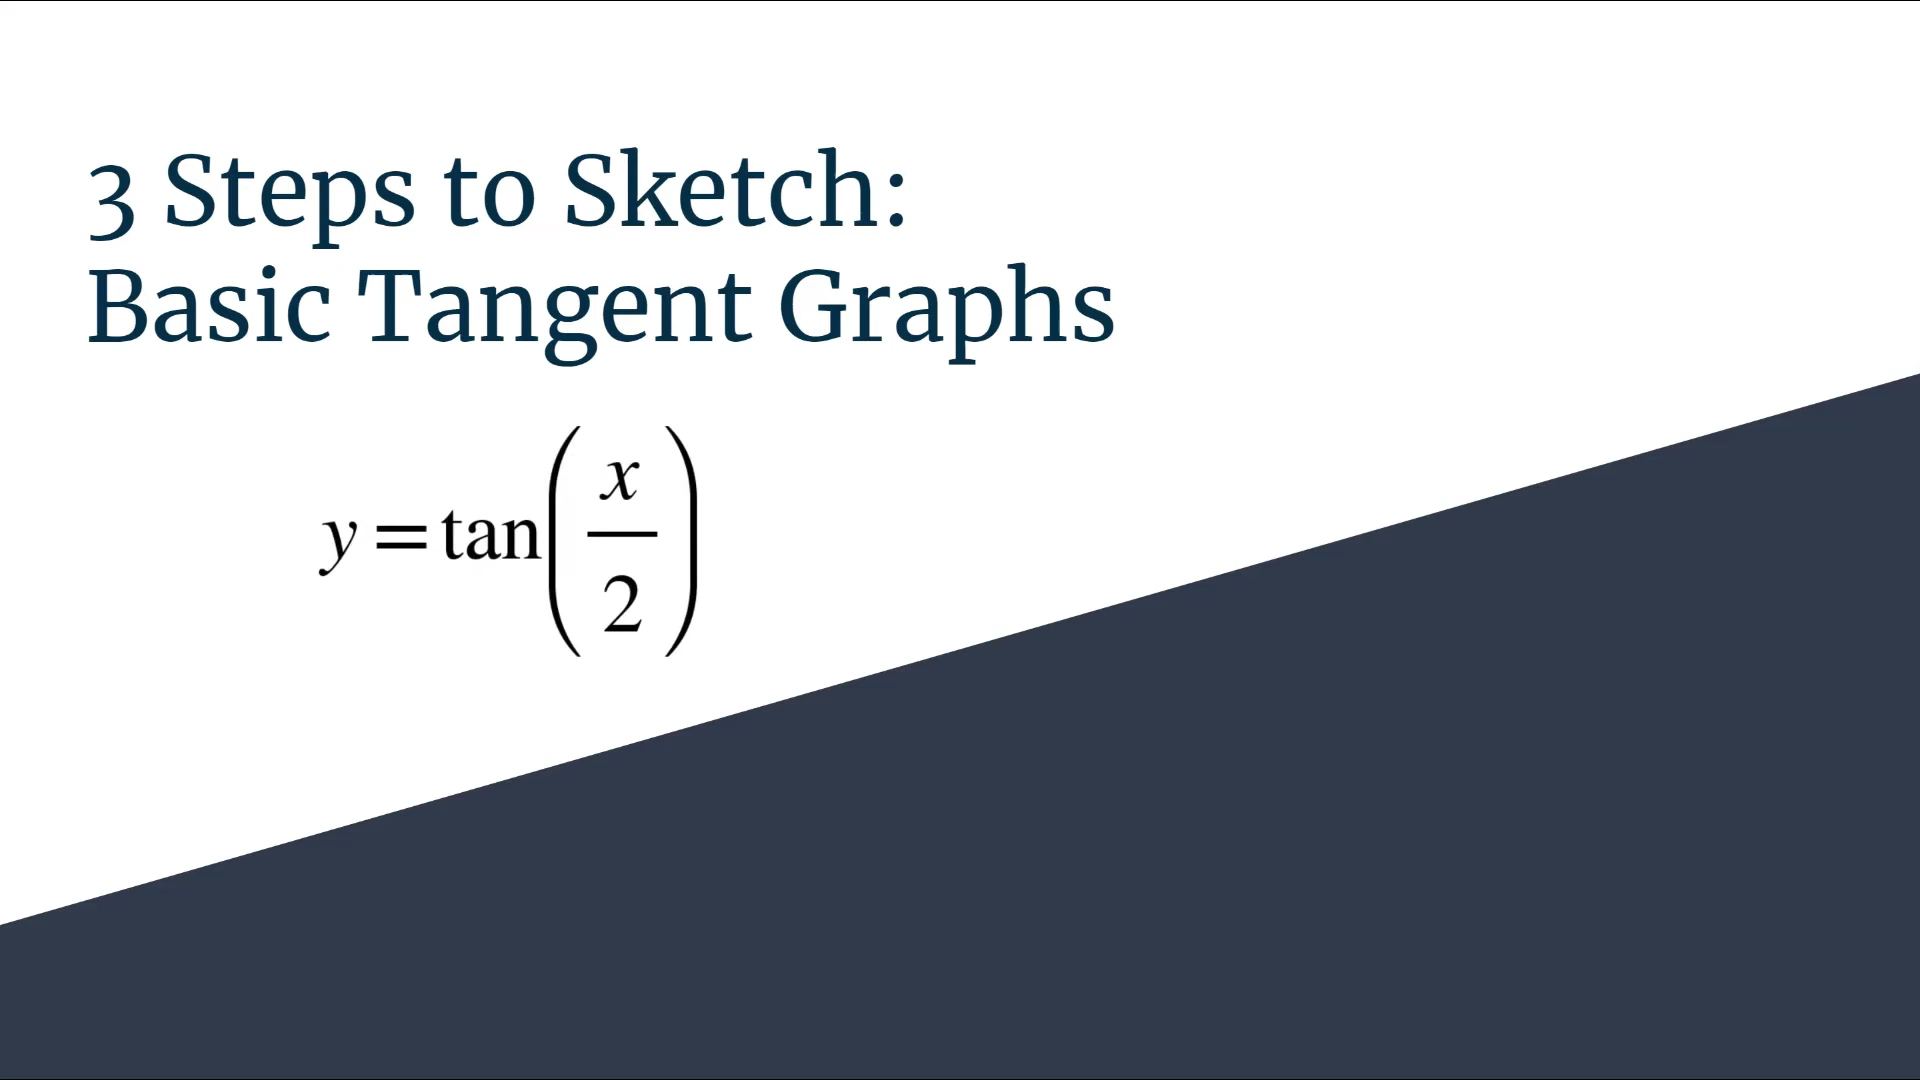 3 Steps to Sketch:
Basic Tangent Graphs
y = tan(x/2)